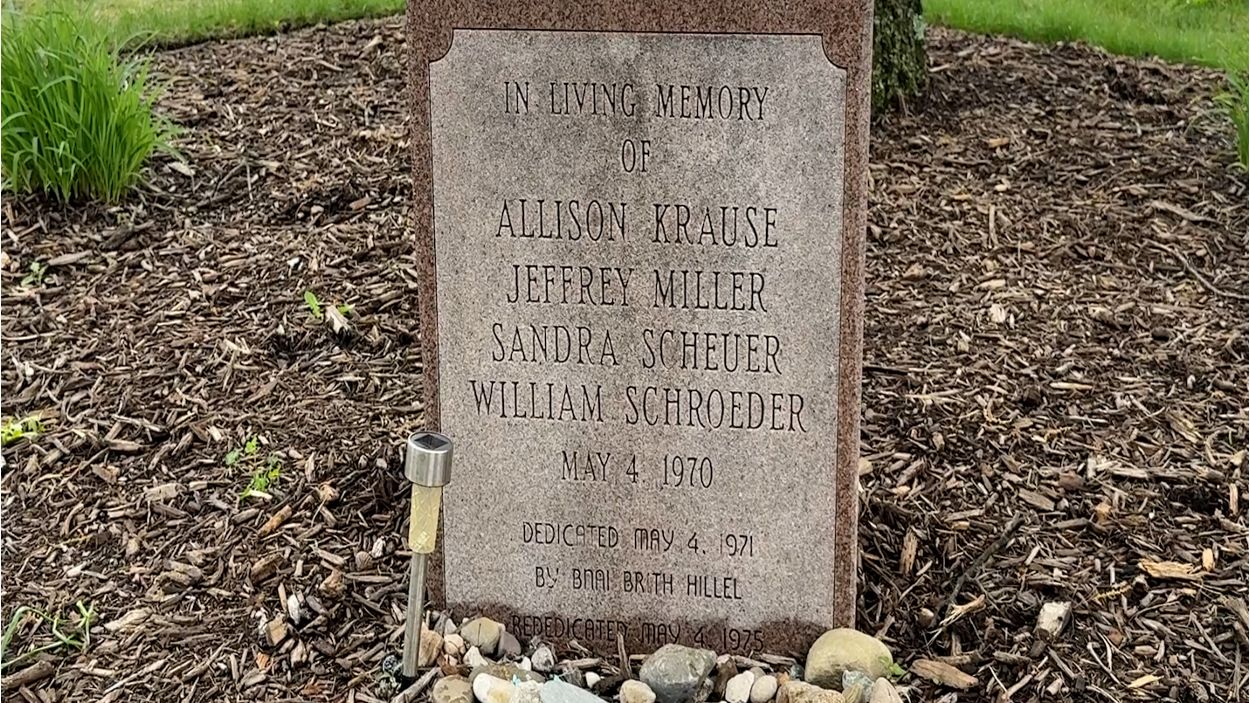 IN LIVING MEMORY
OF
ALLISON KRAUSE
JEFFREY MILLER
SANDRA SCHEUER
WILLIAM SCHROEDER
MAY 4, 1970
DEDICATED MAY 4, 1971
BY BNAI BRITH HILLEL
REDEDICATED MAY 4, 1975